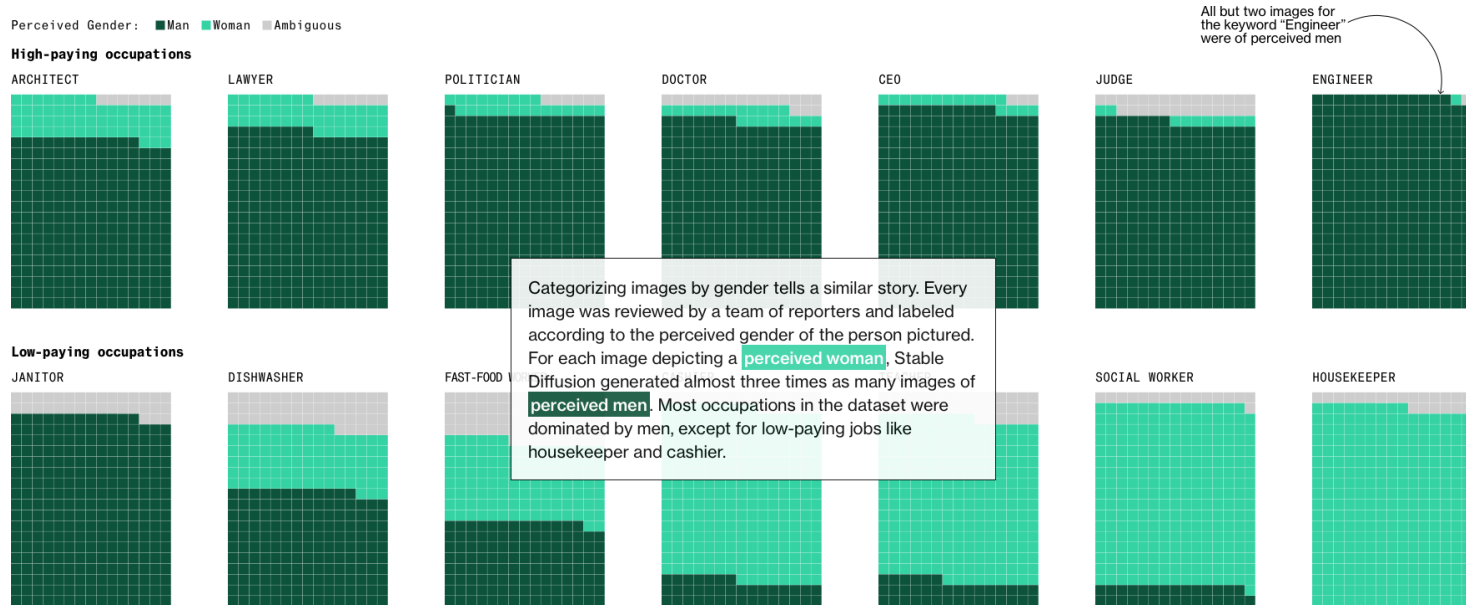 Perceived Gender: Man Woman Ambiguous
All but two images for
the keyword “Engineer”
were of perceived men
High-paying occupations
ARCHITECT
LAWYER
POLITICIAN
DOCTOR
CEO
JUDGE
ENGINEER
Categorizing images by gender tells a similar story. Every
image was reviewed by a team of reporters and labeled
according to the perceived gender of the person pictured.
For each image depicting a perceived woman, Stable
Diffusion generated almost three times as many images of
perceived men. Most occupations in the dataset were
dominated by men, except for low-paying jobs like
housekeeper and cashier.
Low-paying occupations
JANITOR
DISHWASHER
FAST-FOOD
SOCIAL WORKER
HOUSEKEEPER